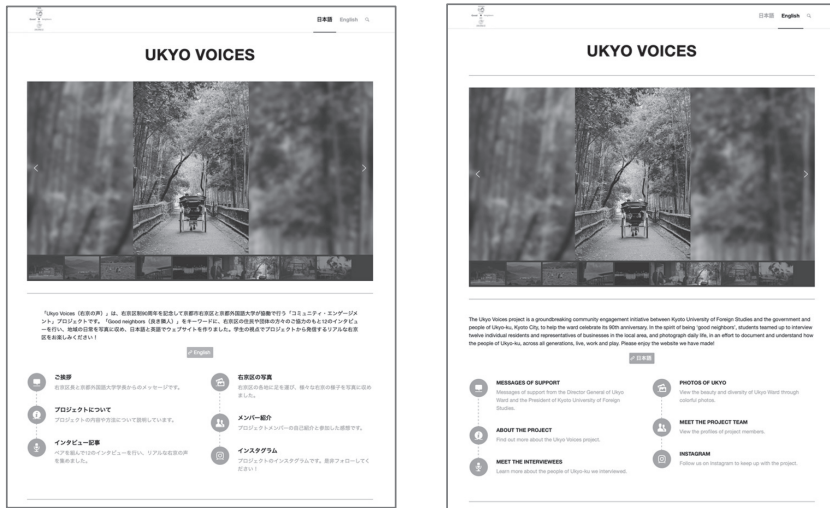 日本語 English
UKYO VOICES
「Ukyo Voices（右京の声）」は、右京区制90周年を記念して京都市右京区と京都外国語大学が協働で行う「コミュニティ・エンゲージメ
ント」プロジェクトです。「Good neighbors（良き隣人）」をキーワードに、右京区の住民や団体の方々のご協力のもと12のインタビュ
ーを行い、地域の日常を写真に収め、日本語と英語でウェブサイトを作りました。学生の視点でプロジェクトから発信するリアルな右京
区をお楽しみください！
English
ご挨拶
右京区長と京都外国語大学学長からのメッセージです。
プロジェクトについて
プロジェクトの内容や方法について説明しています。
インタビュー記事
ペアを組んで12のインタビューを行い、リアルな右京の声
を集めました。
右京区の写真
右京区の各地に足を運び、様々な右京の様子を写真に収め
ました。
メンバー紹介
プロジェクトメンバーの自己紹介と参加した感想です。
インスタグラム
プロジェクトのインスタグラムです。是非フォローしてく
ださい！
日本語 English
UKYO VOICES
The Ukyo Voices project is a groundbreaking community engagement initiative between Kyoto University of Foreign Studies and the government and
people of Ukyo-ku, Kyoto City, to help the ward celebrate its 90th anniversary. In the spirit of being 'good neighbors', students teamed up to interview
twelve individual residents and representatives of businesses in the local area, and photograph daily life, in an effort to document and understand how
the people of Ukyo-ku, across all generations, live, work and play. Please enjoy the website we have made!
日本語
MESSAGES OF SUPPORT
Messages of support from the Director General of Ukyo
Ward and the President of Kyoto University of Foreign
Studies.
ABOUT THE PROJECT
Find out more about the Ukyo Voices project.
MEET THE INTERVIEWEES
Learn more about the people of Ukyo-ku we interviewed.
PHOTOS OF UKYO
View the beauty and diversity of Ukyo Ward through
colorful photos.
MEET THE PROJECT TEAM
View the profiles of project members.
INSTAGRAM
Follow us on instagram to keep up with the project.